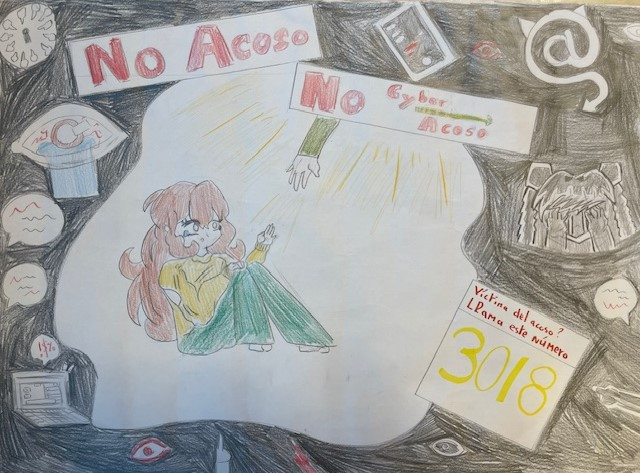 No Acoso
No Cyber
Acoso
@
Victima del acoso?
LLama este número
3018